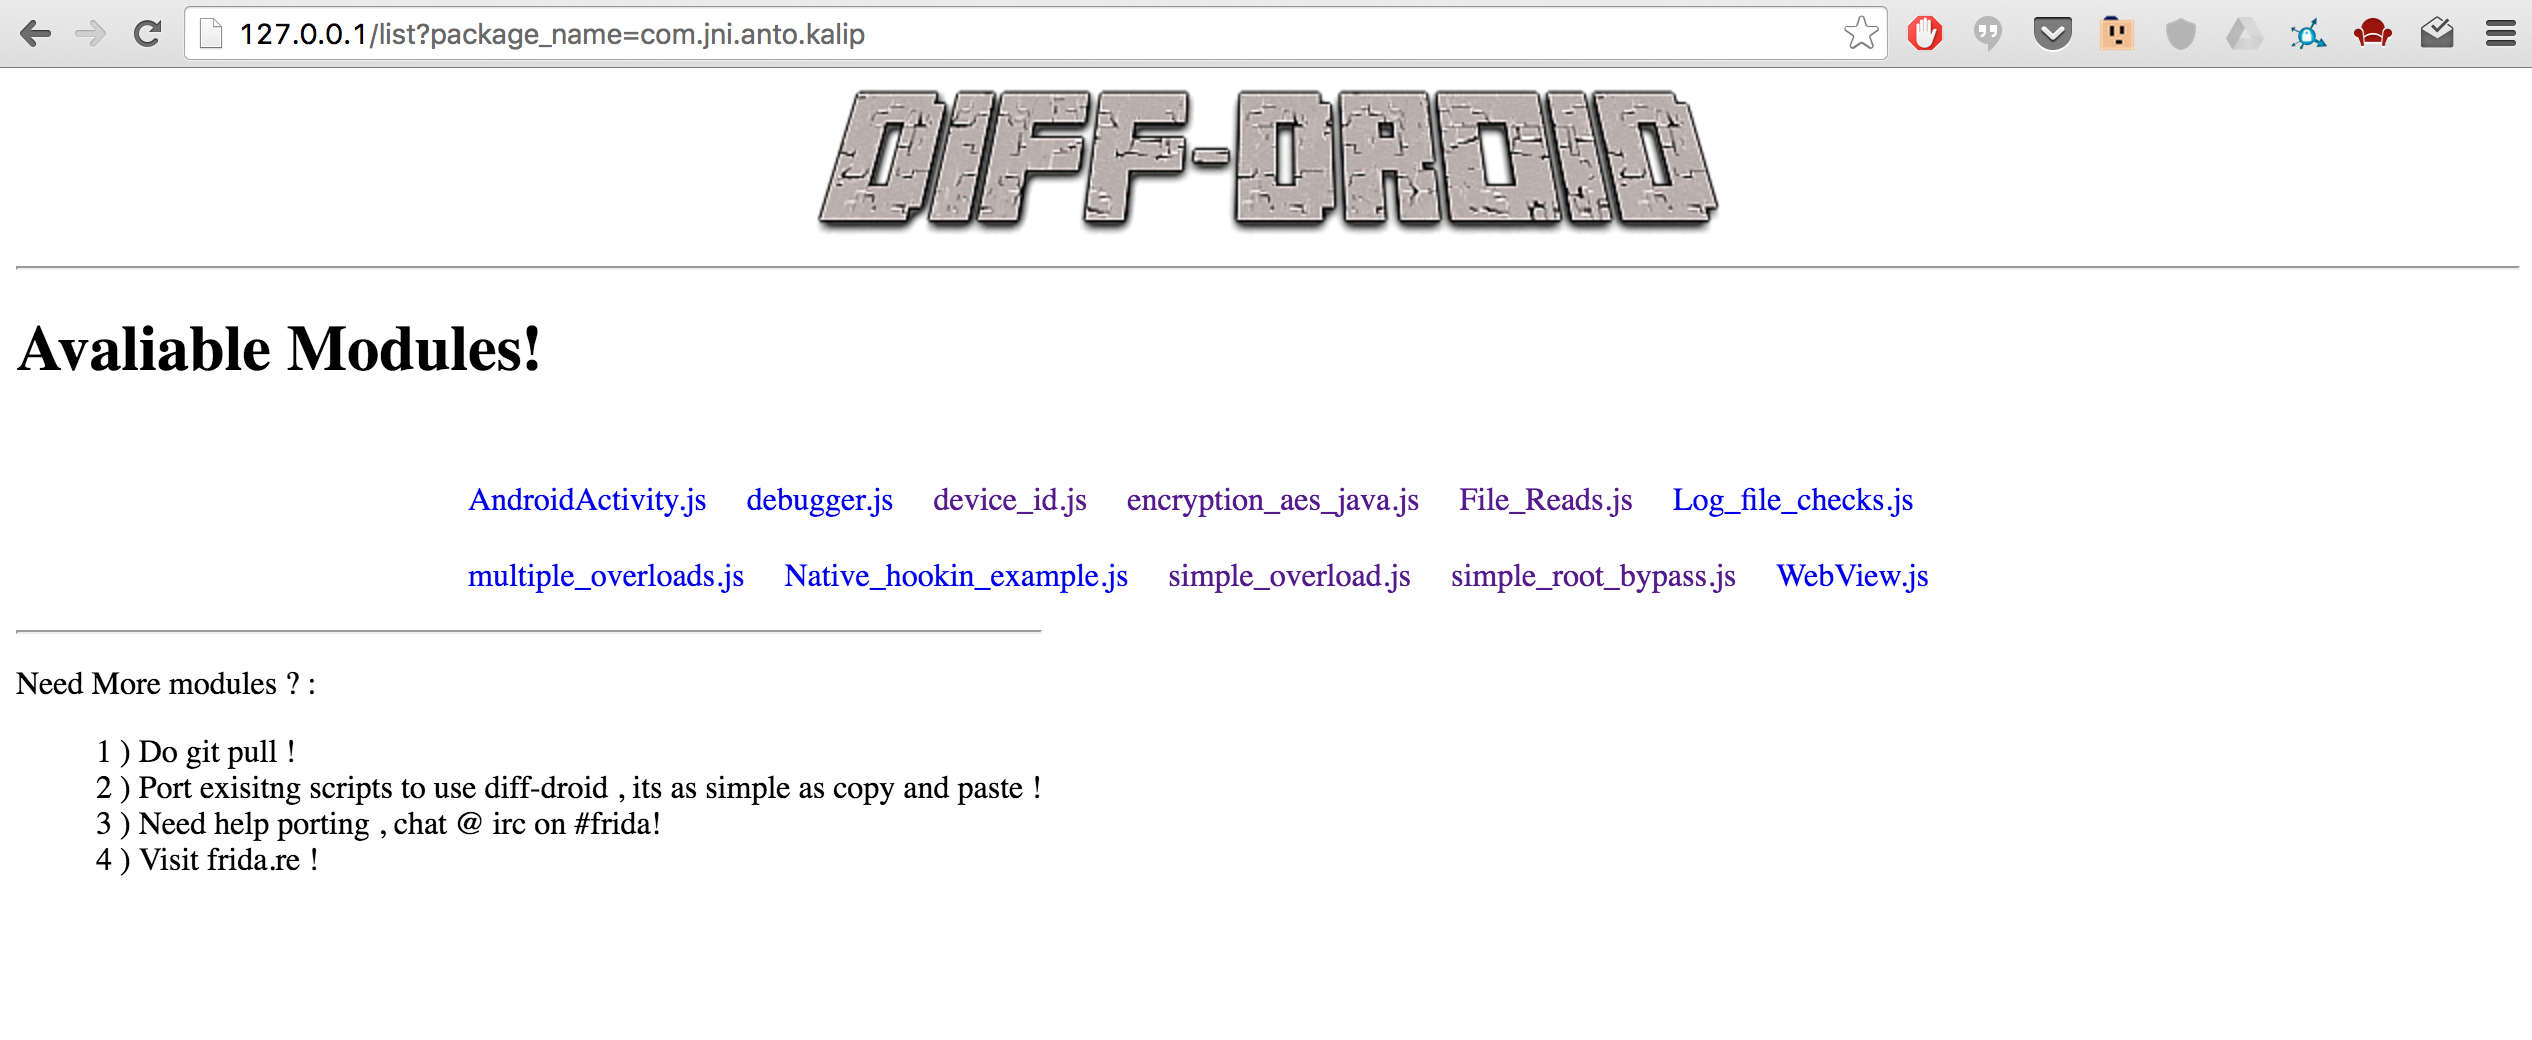 127.0.0.1/list?package_name=com.jni.anto.kalip
DIFF-DROID
Avaliable Modules!
AndroidActivity.js debugger.js device_id.js encryption_aes_java.js File_Reads.js Log_file_checks.js
multiple_overloads.js Native_hookin_example.js simple_overload.js simple_root_bypass.js WebView.js
Need More modules ? :
1 ) Do git pull !
2 ) Port exisitng scripts to use diff-droid , its as simple as copy and paste !
3 ) Need help porting , chat @ irc on #frida!
4 ) Visit frida.re !